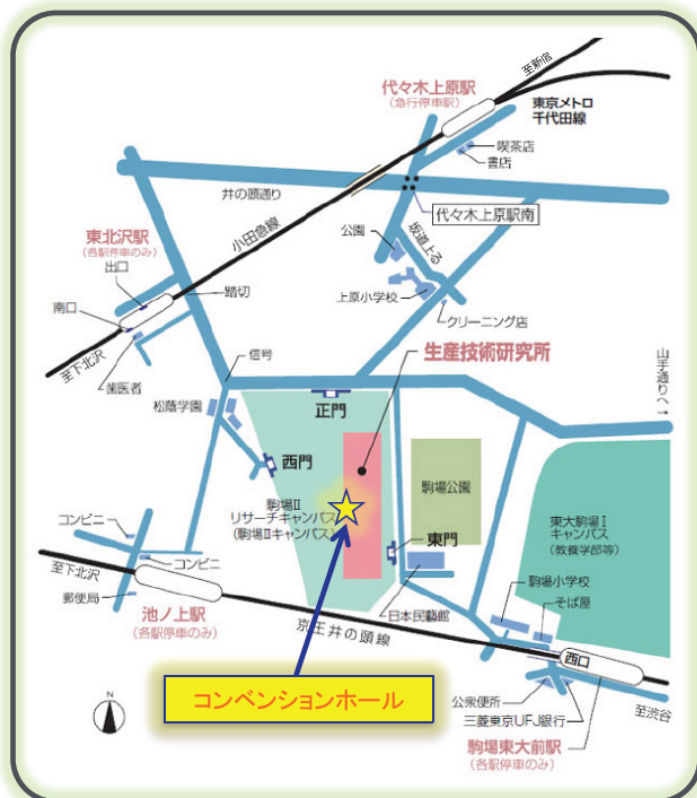 至新宿
代々木上原駅
(急行停車駅)
東京メトロ
千代田線
喫茶店
書店
井の頭通り
代々木上原駅南
東北沢駅
(各駅停車のみ)
小田急線
公園
坂道上る
出口
踏切
上原小学校
南口
クリーニング店
至下北沢
信号
生産技術研究所
山手通りへ→
歯医者
松蔭学園
正門
西門
駒場公園
コンビニ
駒場Ⅱ
リサーチキャンパス
(駒場Ⅱキャンパス)
東大駒場Ⅰ
キャンパス
(教養学部等)
東門
コンビニ
至下北沢
駒場小学校
郵便局
そば屋
日本民藝館
池ノ上駅
(各駅停車のみ)
京王井の頭線
西口
コンベンションホール
公衆便所
三菱東京UFJ銀行
至渋谷
N
駒場東大前駅
(各駅停車のみ)